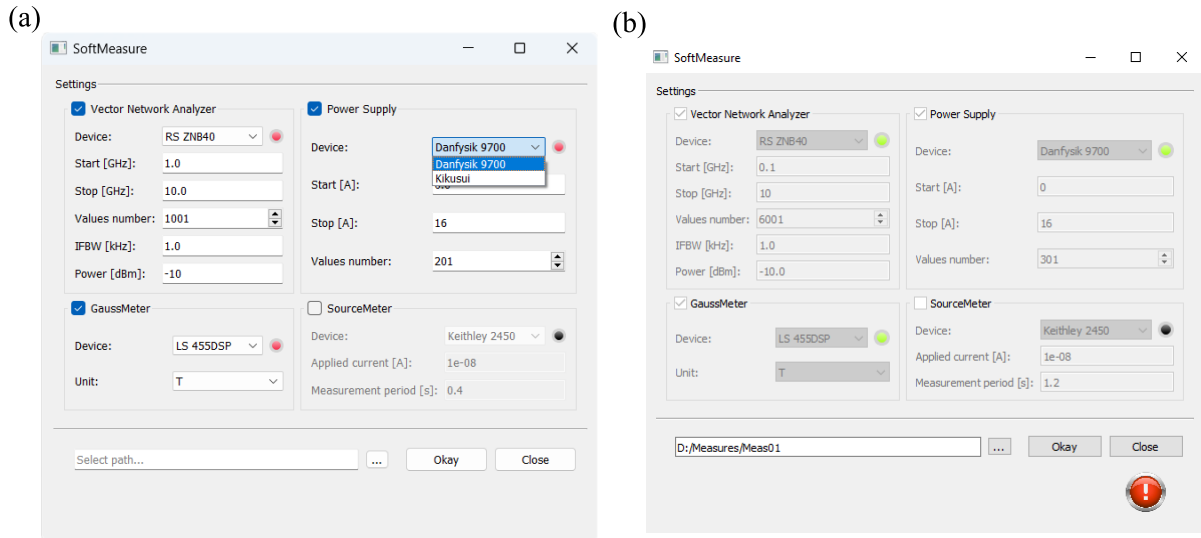 (a)
SoftMeasure
Settings
Vector Network Analyzer
Device: RS ZNB40
Start [GHz]: 1.0
Stop [GHz]: 10.0
Values number: 1001
IFBW [kHz]: 1.0
Power [dBm]: -10
Power Supply
Device: Danfysik 9700
Danfysik 9700
Kikusui
Start [A]:
Stop [A]: 16
Values number: 201
GaussMeter
Device: LS 455DSP
Unit: T
SourceMeter
Device: Keithley 2450
Applied current [A]: 1e-08
Measurement period [s]: 0.4
Select path... ... Okay Close
(b)
SoftMeasure
Settings
Vector Network Analyzer
Device: RS ZNB40
Start [GHz]: 0.1
Stop [GHz]: 10
Values number: 6001
IFBW [kHz]: 1.0
Power [dBm]: -10.0
Power Supply
Device: Danfysik 9700
Start [A]: 0
Stop [A]: 16
Values number: 301
GaussMeter
Device: LS 455DSP
Unit: T
SourceMeter
Device: Keithley 2450
Applied current [A]: 1e-08
Measurement period [s]: 1.2
D:/Measures/Meas01 ... Okay Close
!